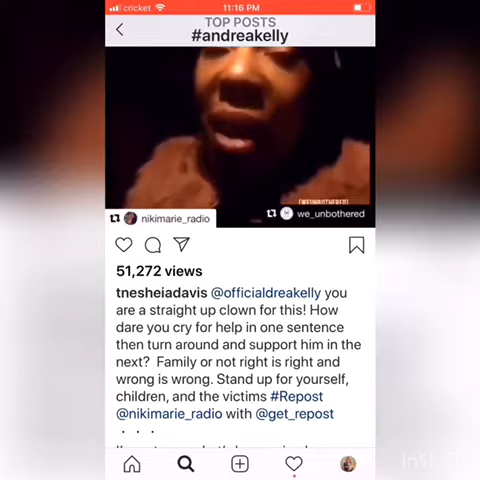 cricket 11:16 PM
TOP POSTS
#andreakelly
(WEUNBOTHERED)
nikimarie_radio
we_unbothered
51,272 views
tnesheiadavis @officialdreakelly you
are a straight up clown for this! How
dare you cry for help in one sentence
then turn around and support him in the
next? Family or not right is right and
wrong is wrong. Stand up for yourself,
children, and the victims #Repost
@nikimarie_radio with @get_repost
・・・